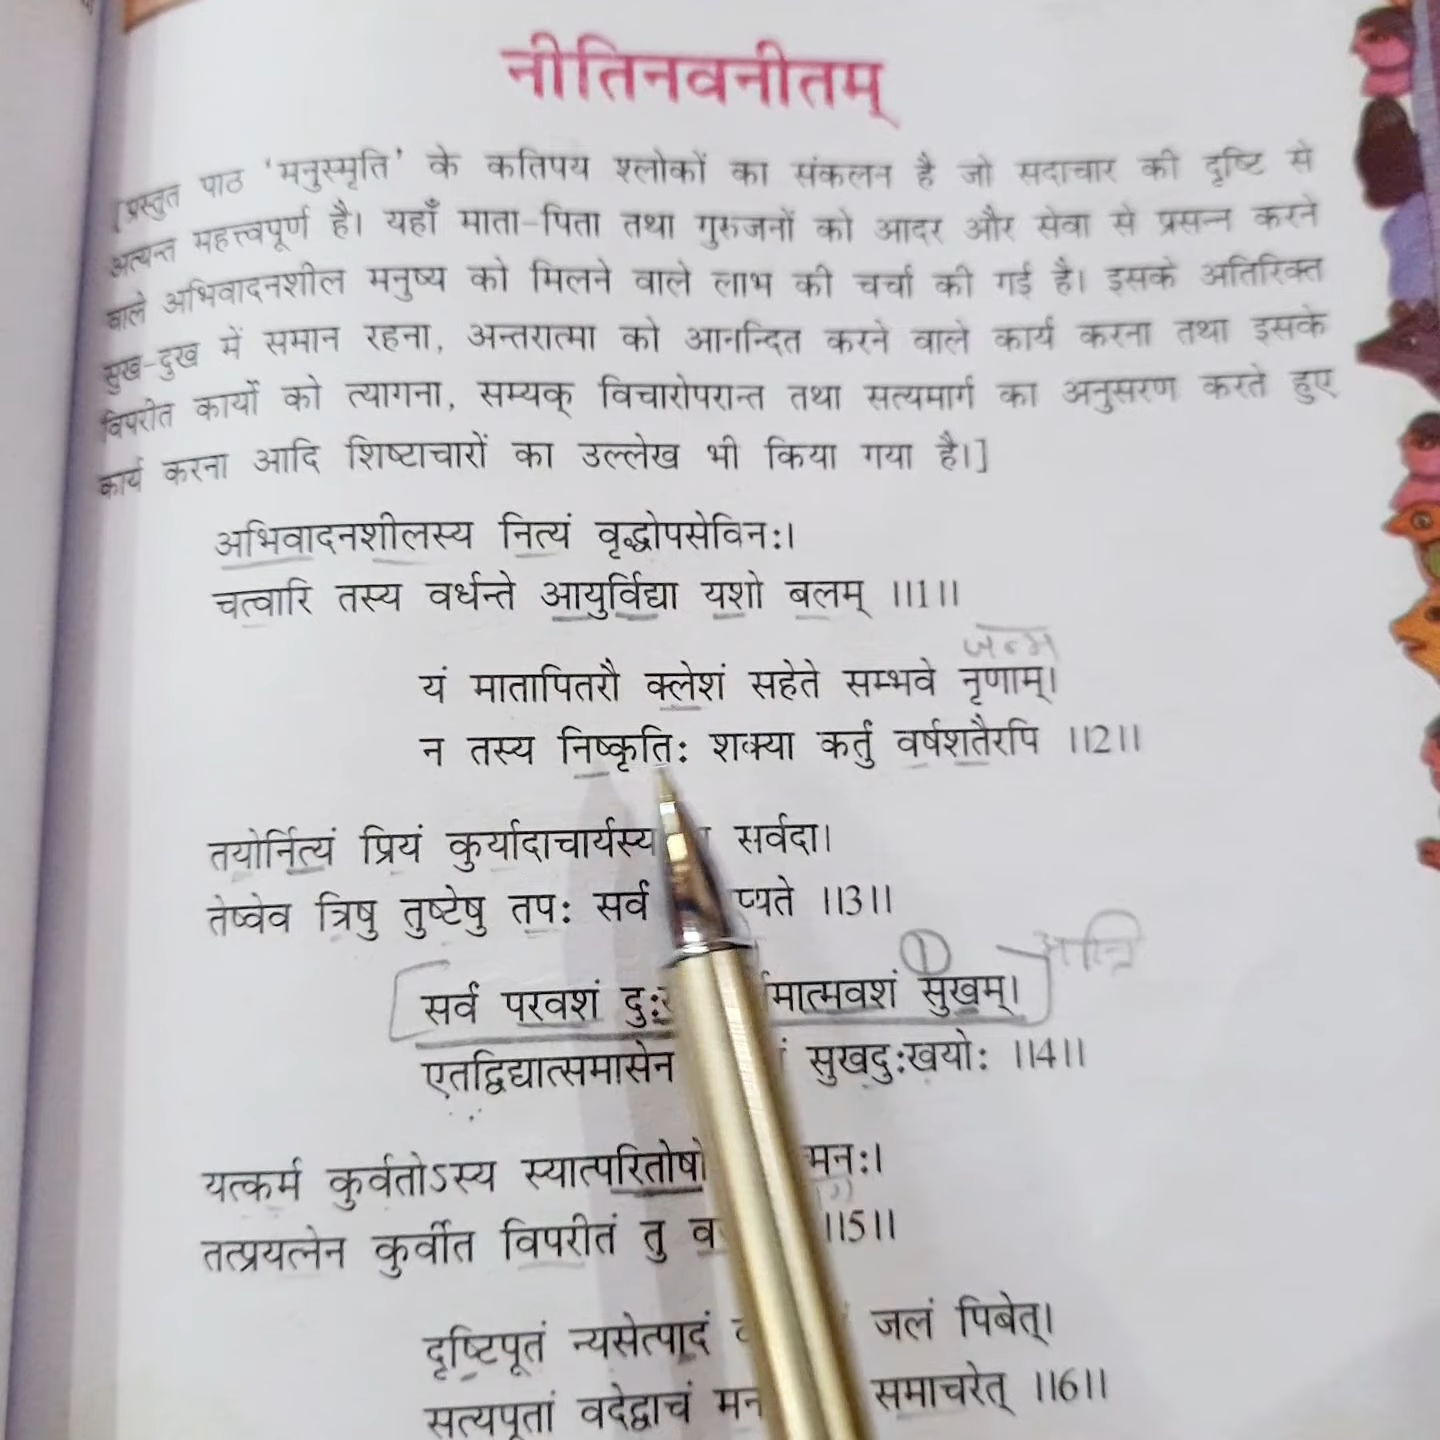 नीतिनवनीतम्
[प्रस्तुत पाठ 'मनुस्मृति' के कतिपय श्लोकों का संकलन है जो सदाचार की दृष्टि से
अत्यन्त महत्त्वपूर्ण है। यहाँ माता-पिता तथा गुरुजनों को आदर और सेवा से प्रसन्न करने
वाले अभिवादनशील मनुष्य को मिलने वाले लाभ की चर्चा की गई है। इसके अतिरिक्त
सुख-दुख में समान रहना, अन्तरात्मा को आनन्दित करने वाले कार्य करना तथा इसके
विपरीत कार्यों को त्यागना, सम्यक् विचारोपरान्त तथा सत्यमार्ग का अनुसरण करते हुए
कार्य करना आदि शिष्टाचारों का उल्लेख भी किया गया है।]
अभिवादनशीलस्य नित्यं वृद्धोपसेविनः।
चत्वारि तस्य वर्धन्ते आयुर्विद्या यशो बलम् ।।1।।
जन्म
यं मातापितरौ क्लेशं सहेते सम्भवे नृणाम्।
न तस्य निष्कृतिः शक्या कर्तुं वर्षशतैरपि ।।2।।
तयोर्नित्यं प्रियं कुर्यादाचार्यस्य सर्वदा।
तेष्वेव त्रिषु तुष्टेषु तपः सर्वं प्यते ।।3।।
1
सर्वं परवशं दुः मात्मवशं सुखम्।
एतद्विद्यात्समासेन सुखदुःखयोः ।।4।।
यत्कर्म कुर्वतोऽस्य स्यात्परितोषो मनः।
तत्प्रयत्नेन कुर्वीत विपरीतं तु व ।।5।।
दृष्टिपूतं न्यसेत्पादं जलं पिबेत्।
सत्यपूतां वदेद्वाचं मन समाचरेत् ।।6।।